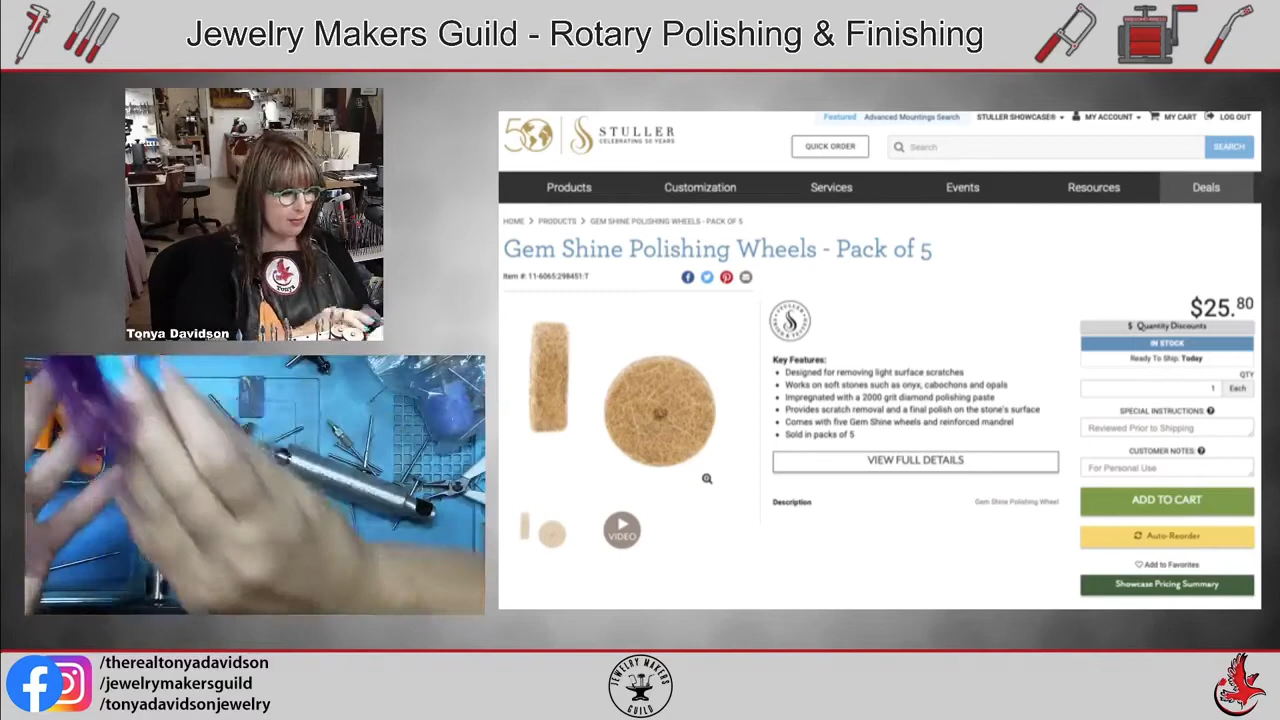 Jewelry Makers Guild - Rotary Polishing & Finishing
Tonya
Tonya Davidson
50
STULLER
CELEBRATING 50 YEARS
Featured Advanced Mountings Search STULLER SHOWCASE® MY ACCOUNT MY CART LOG OUT
QUICK ORDER
Search
SEARCH
Products Customization Services Events Resources Deals
HOME > PRODUCTS > GEM SHINE POLISHING WHEELS - PACK OF 5
Gem Shine Polishing Wheels - Pack of 5
Item #: 11-6065:298451:T
VIDEO
Key Features:
Designed for removing light surface scratches
Works on soft stones such as onyx, cabochons and opals
Impregnated with a 2000 grit diamond polishing paste
Provides scratch removal and a final polish on the stone's surface
Comes with five Gem Shine wheels and reinforced mandrel
Sold in packs of 5
VIEW FULL DETAILS
Description Gem Shine Polishing Wheel
$25.80
$ Quantity Discounts
IN STOCK
Ready To Ship: Today
QTY
1 Each
SPECIAL INSTRUCTIONS:
Reviewed Prior to Shipping
CUSTOMER NOTES:
For Personal Use
ADD TO CART
Auto-Reorder
Add to Favorites
Showcase Pricing Summary
/therealtonyadavidson
/jewelrymakersguild
/tonyadavidsonjewelry
JEWELRY MAKERS
GUILD